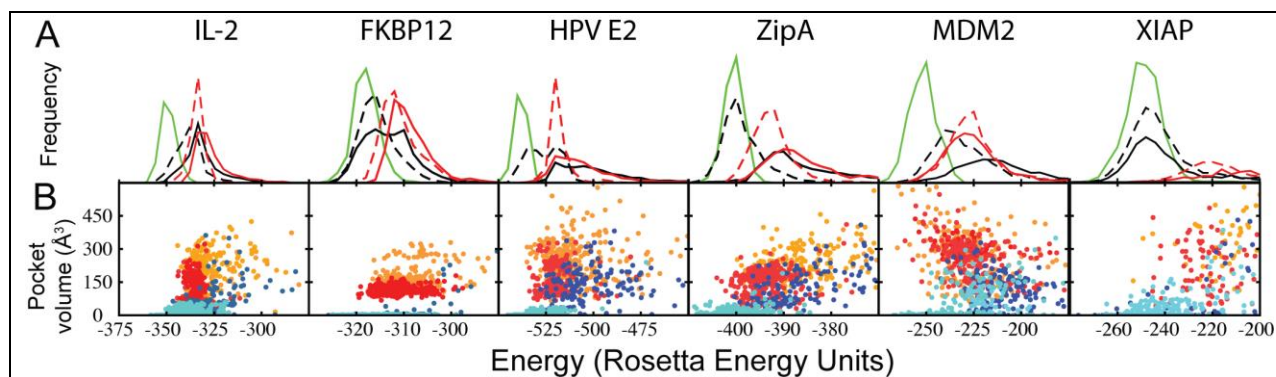 A IL-2 FKBP12 HPV E2 ZipA MDM2 XIAP
Frequency
B
Pocket
volume (Å³)
450
300
150
0
-375 -350 -325 -300 -320 -310 -300 -520 -500 -475 -400 -390 -380 -250 -225 -200 -260 -240 -220 -200
Energy (Rosetta Energy Units)